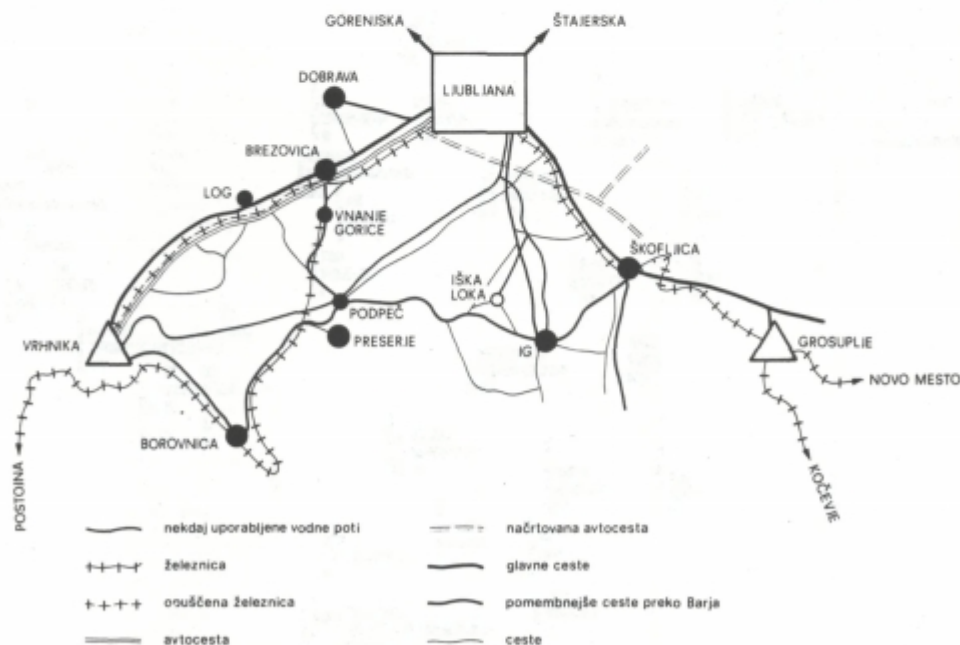 GORENJSKA
ŠTAJERSKA
DOBRAVA
LJUBLJANA
BREZOVICA
LOG
VNANJE
GORICE
ŠKOFLJICA
IŠKA
LOKA
PODPEČ
VRHNIKA
PRESERJE
IG
GROSUPLJE
NOVO MESTO
BOROVNICA
POSTOJNA
KOČEVJE
nekdaj uporabljene vodne poti
železnica
opuščena železnica
avtocesta
načrtovana avtocesta
glavne ceste
pomembnejše ceste preko Barja
ceste